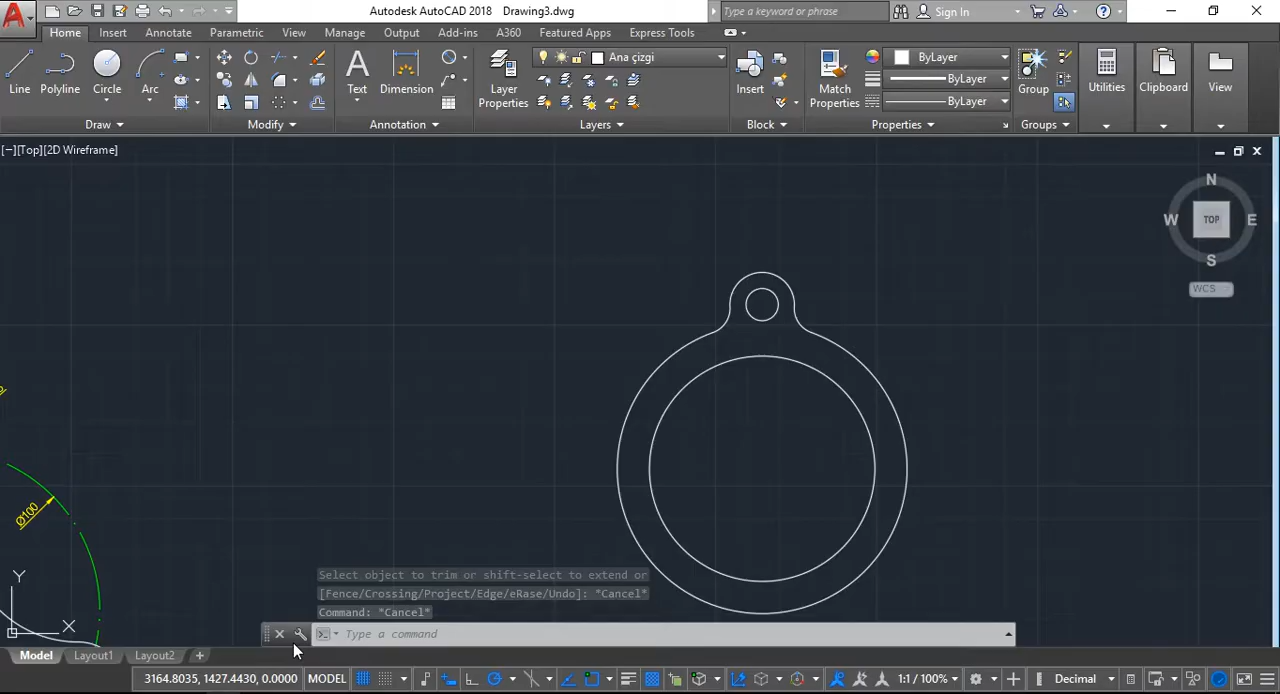 Autodesk AutoCAD 2018 Drawing3.dwg
Type a keyword or phrase
Sign In
Home Insert Annotate Parametric View Manage Output Add-ins A360 Featured Apps Express Tools
Ana çizgi
ByLayer
ByLayer
ByLayer
Line Polyline Circle Arc
Text Dimension
Layer
Properties
Insert
Match
Properties
Group
Utilities Clipboard View
Draw Modify Annotation Layers Block Properties Groups
[−][Top][2D Wireframe]
N
W TOP E
S
WCS
Ø100
Y
X
Select object to trim or shift-select to extend or
[Fence/Crossing/Project/Edge/eRase/Undo]: *Cancel*
Command: *Cancel*
Type a command
Model Layout1 Layout2 +
3164.8035, 1427.4430, 0.0000 MODEL 1:1 / 100% Decimal